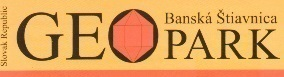 Slovak Republic
GEO
Banská Štiavnica
PARK